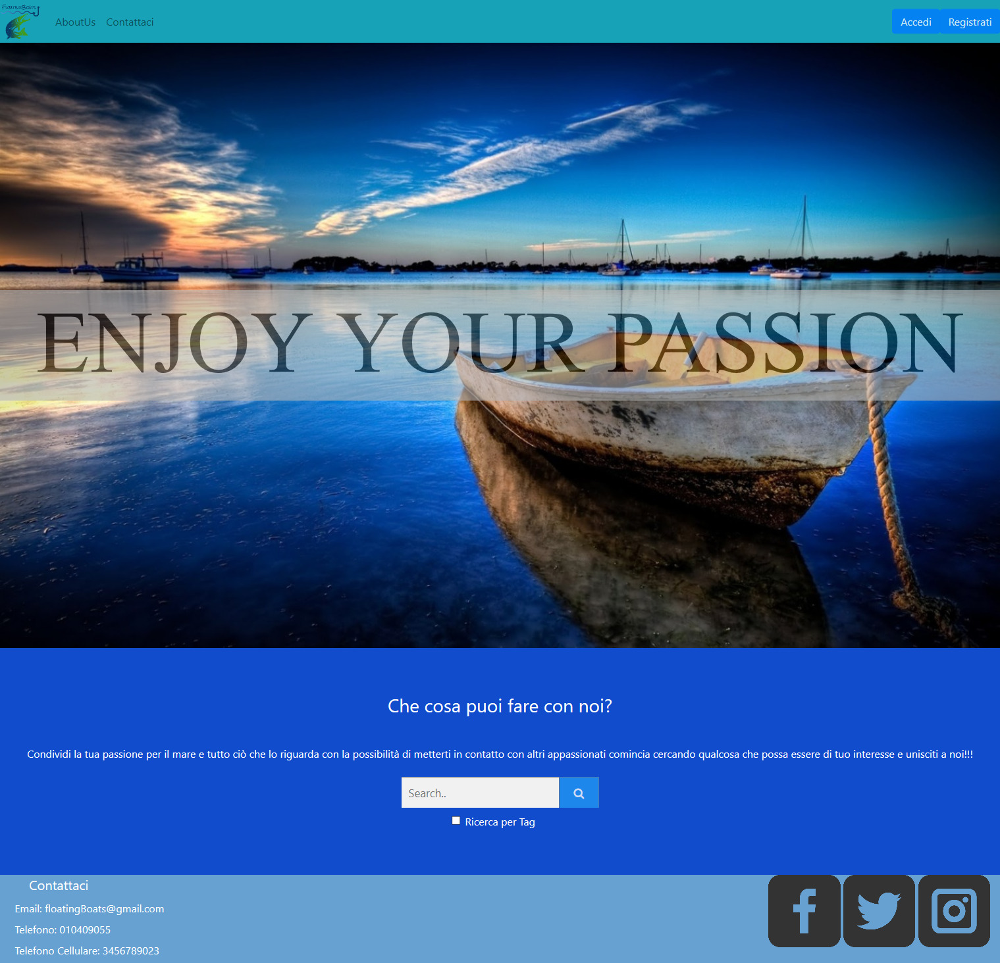 FloatingBoats
AboutUs Contattaci
Accedi Registrati
ENJOY YOUR PASSION
Che cosa puoi fare con noi?
Condividi la tua passione per il mare e tutto ciò che lo riguarda con la possibilità di metterti in contatto con altri appassionati comincia cercando qualcosa che possa essere di tuo interesse e unisciti a noi!!!
Search..
Ricerca per Tag
Contattaci
Email: floatingBoats@gmail.com
Telefono: 010409055
Telefono Cellulare: 3456789023